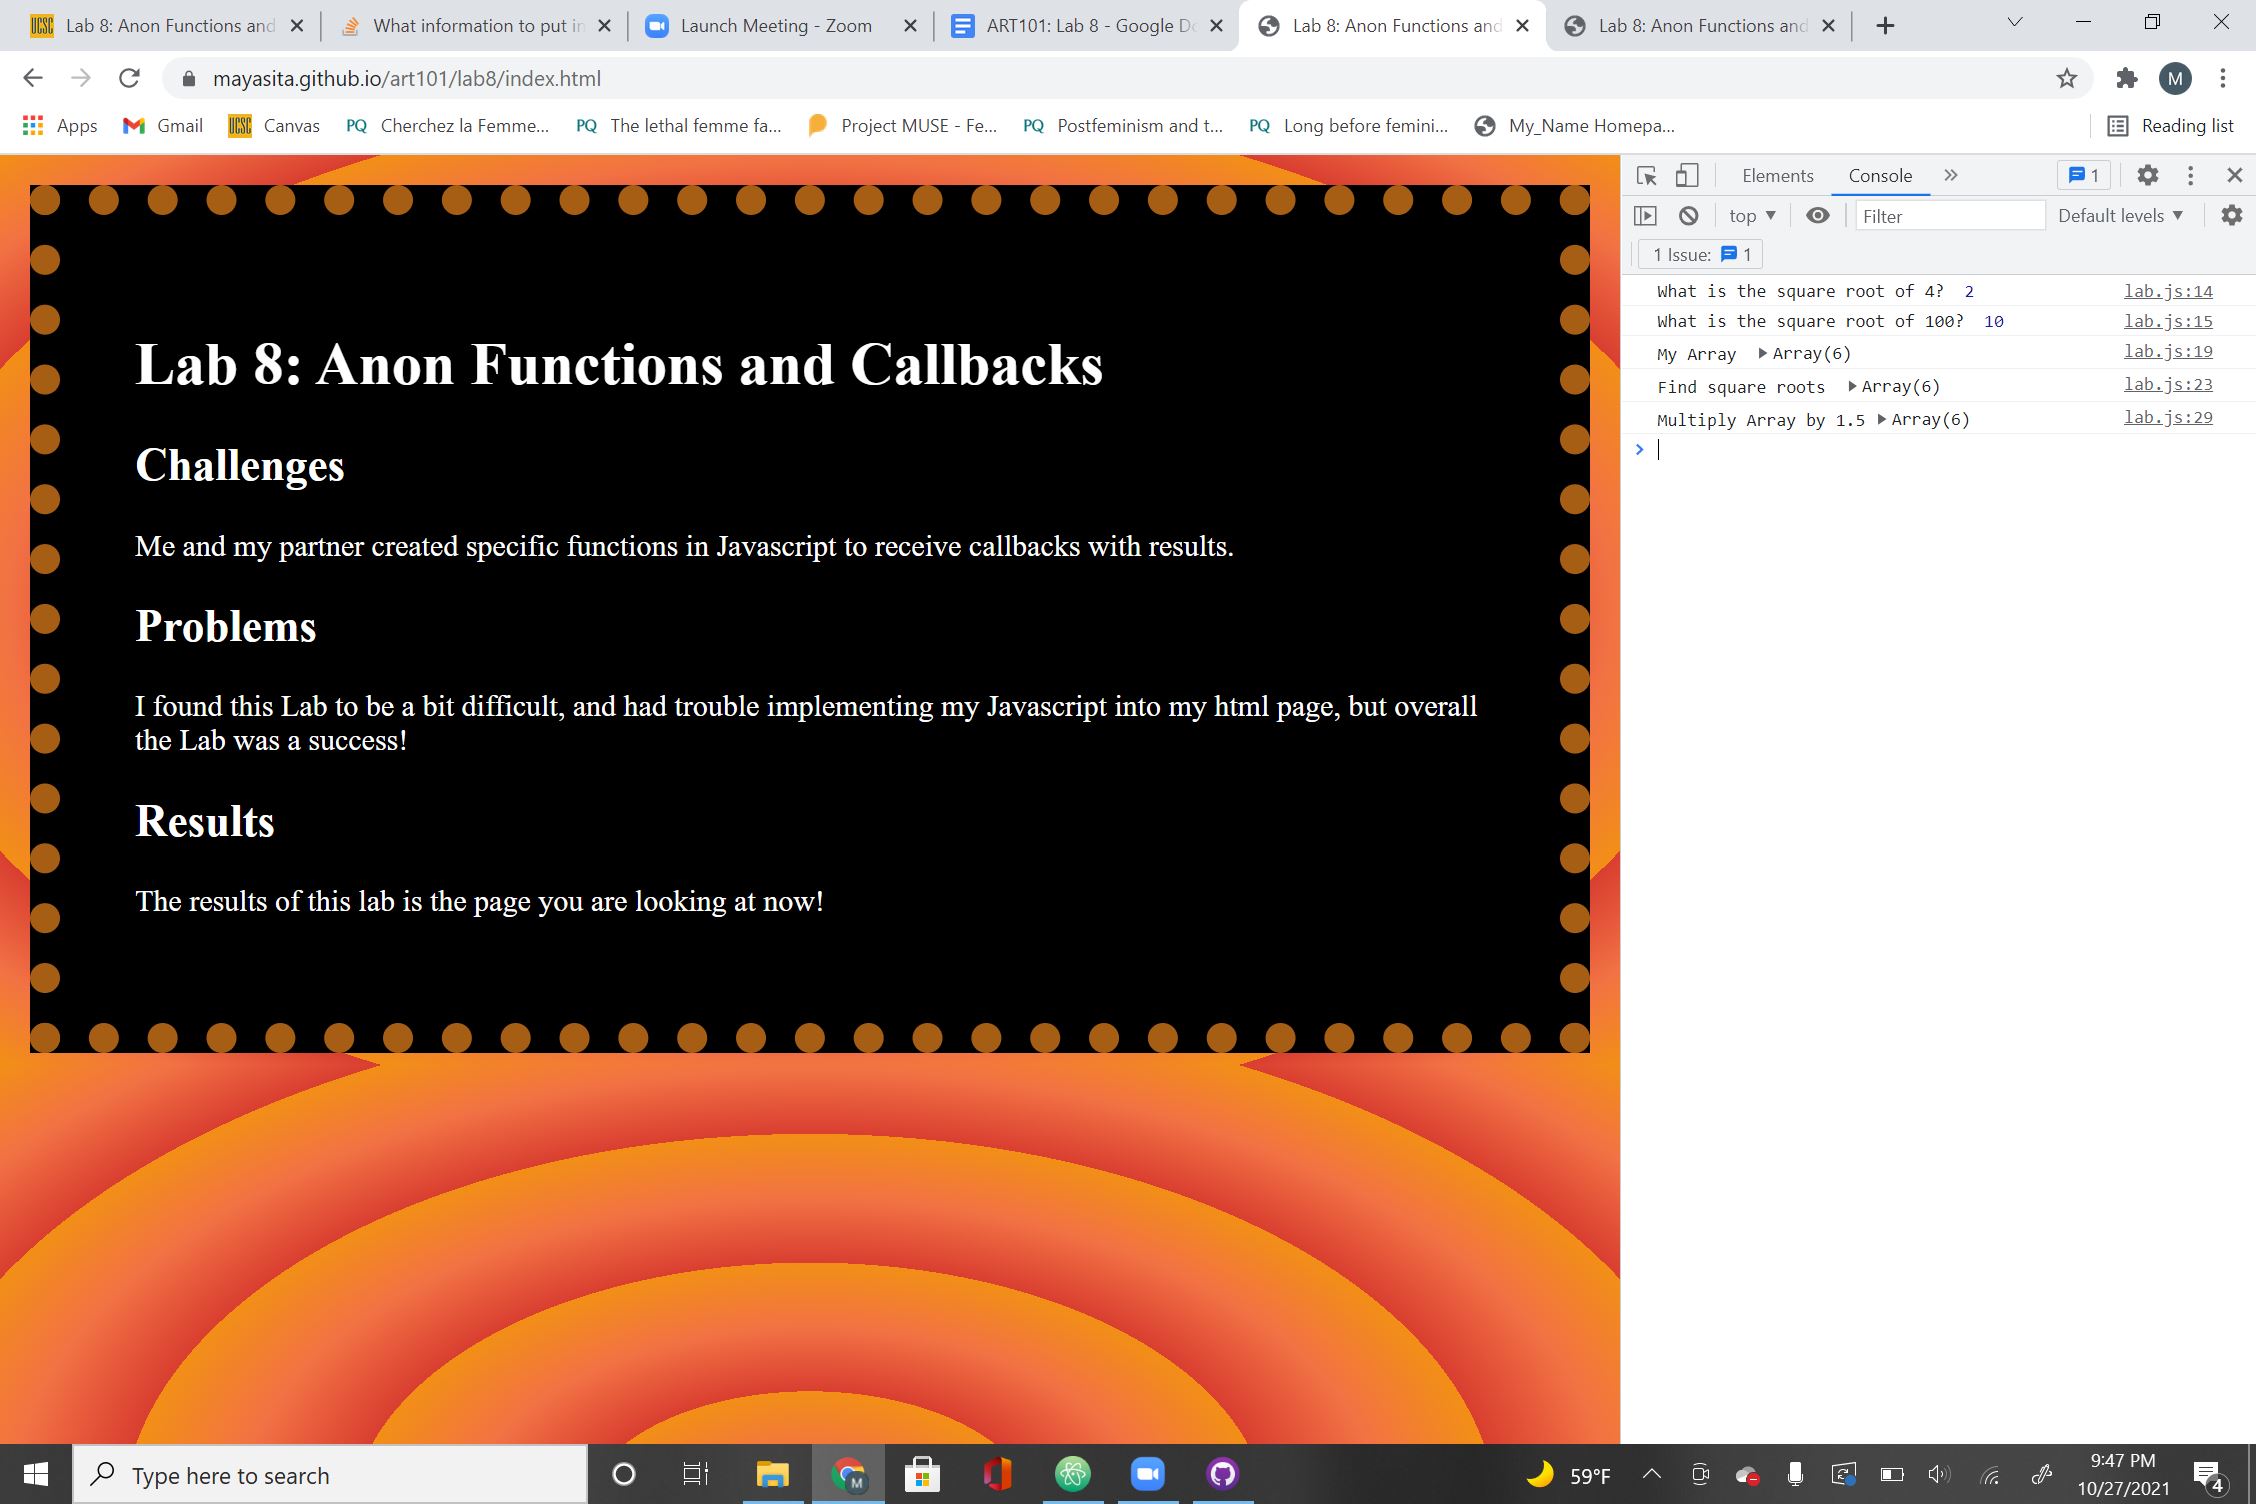 UCSC Lab 8: Anon Functions and
What information to put in
Launch Meeting - Zoom
ART101: Lab 8 - Google Do
Lab 8: Anon Functions and
Lab 8: Anon Functions and
mayasita.github.io/art101/lab8/index.html
M
Apps
Gmail
UCSC Canvas
PQ Cherchez la Femme...
PQ The lethal femme fa...
Project MUSE - Fe...
PQ Postfeminism and t...
PQ Long before femini...
My_Name Homepa...
Reading list
Lab 8: Anon Functions and Callbacks
Challenges
Me and my partner created specific functions in Javascript to receive callbacks with results.
Problems
I found this Lab to be a bit difficult, and had trouble implementing my Javascript into my html page, but overall
the Lab was a success!
Results
The results of this lab is the page you are looking at now!
Elements Console 1
top Filter Default levels
1 Issue: 1
What is the square root of 4? 2 lab.js:14
What is the square root of 100? 10 lab.js:15
My Array Array(6) lab.js:19
Find square roots Array(6) lab.js:23
Multiply Array by 1.5 Array(6) lab.js:29
Type here to search
M
59°F
9:47 PM
10/27/2021
4